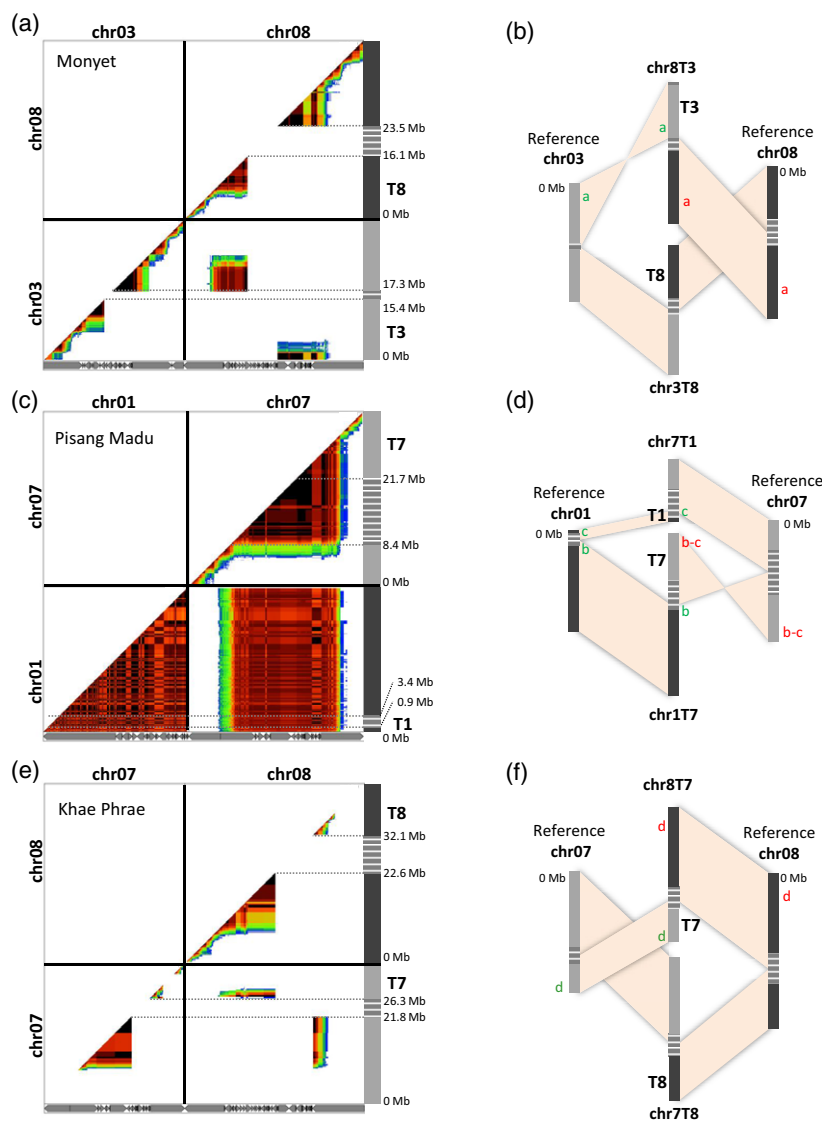 (a)
chr03
chr08
Monyet
chr08
23.5 Mb
16.1 Mb
T8
0 Mb
chr03
17.3 Mb
15.4 Mb
T3
0 Mb
(b)
chr8T3
T3
a
Reference
chr03
0 Mb
a
Reference
chr08
0 Mb
a
T8
a
chr3T8
(c)
chr01
chr07
Pisang Madu
T7
chr07
21.7 Mb
8.4 Mb
0 Mb
chr01
3.4 Mb
0.9 Mb
T1
0 Mb
(d)
chr7T1
Reference
chr01
0 Mb
c
b
T1
c
b-c
T7
b
Reference
chr07
0 Mb
b-c
chr1T7
(e)
chr07
chr08
Khae Phrae
T8
chr08
32.1 Mb
22.6 Mb
0 Mb
T7
chr07
26.3 Mb
21.8 Mb
0 Mb
(f)
chr8T7
d
Reference
chr07
0 Mb
d
Reference
chr08
0 Mb
d
T7
d
T8
chr7T8